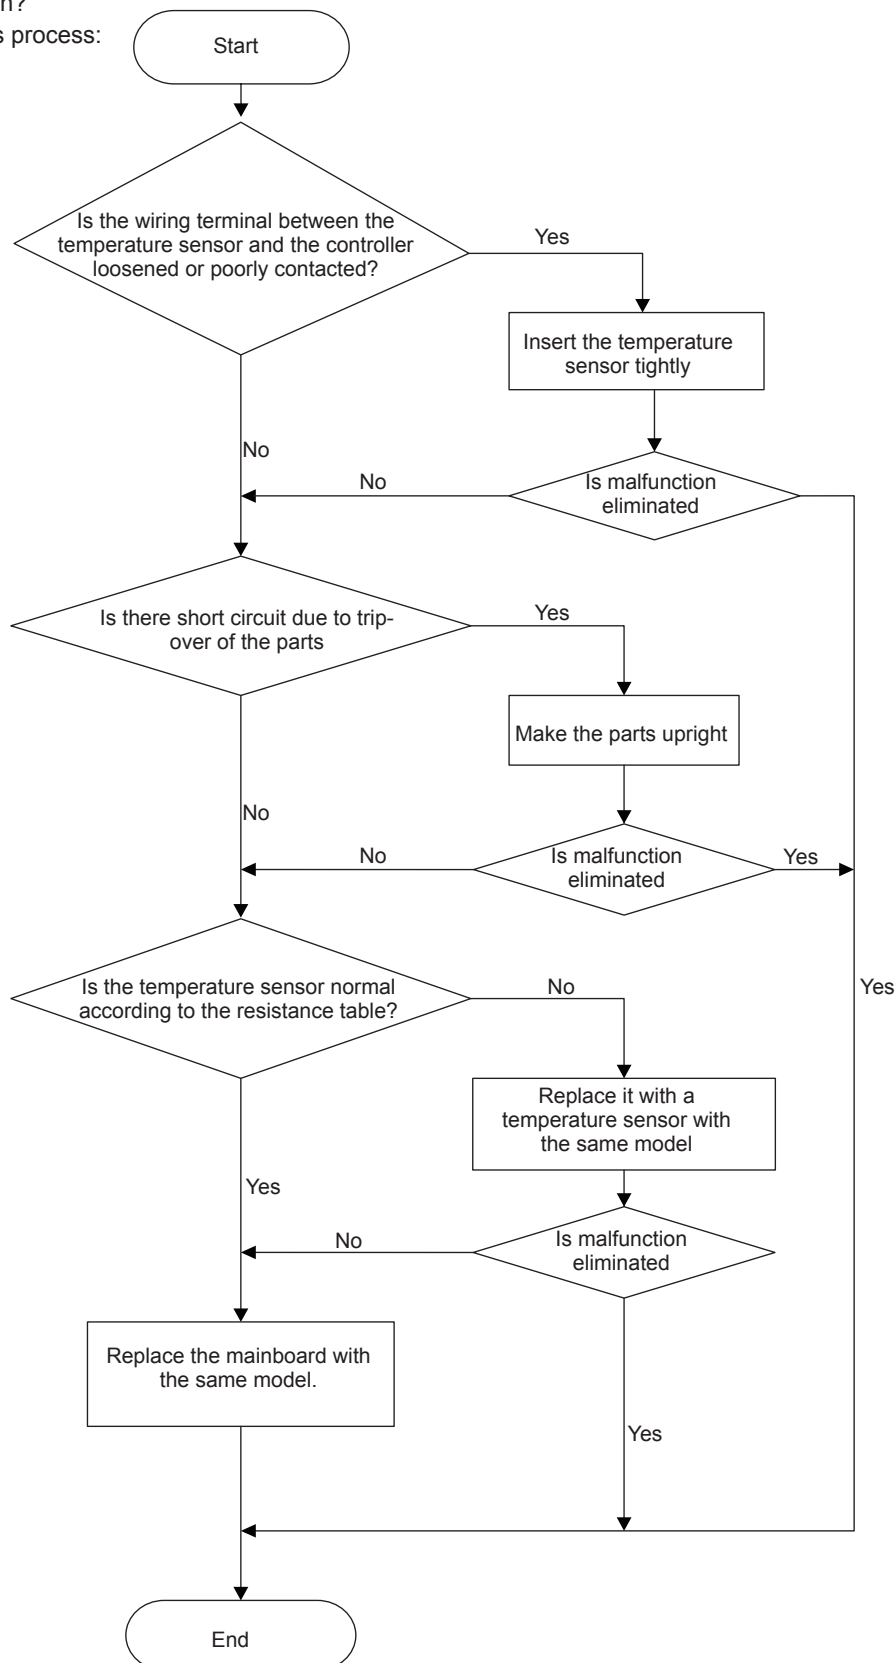 n?
s process:
Start
Is the wiring terminal between the
temperature sensor and the controller
loosened or poorly contacted?
Yes
Insert the temperature
sensor tightly
No
No
Is malfunction
eliminated
Is there short circuit due to trip-
over of the parts
Yes
Make the parts upright
No
No
Is malfunction
eliminated
Yes
Is the temperature sensor normal
according to the resistance table?
No
Yes
Replace it with a
temperature sensor with
the same model
Yes
No
Is malfunction
eliminated
Replace the mainboard with
the same model.
Yes
End